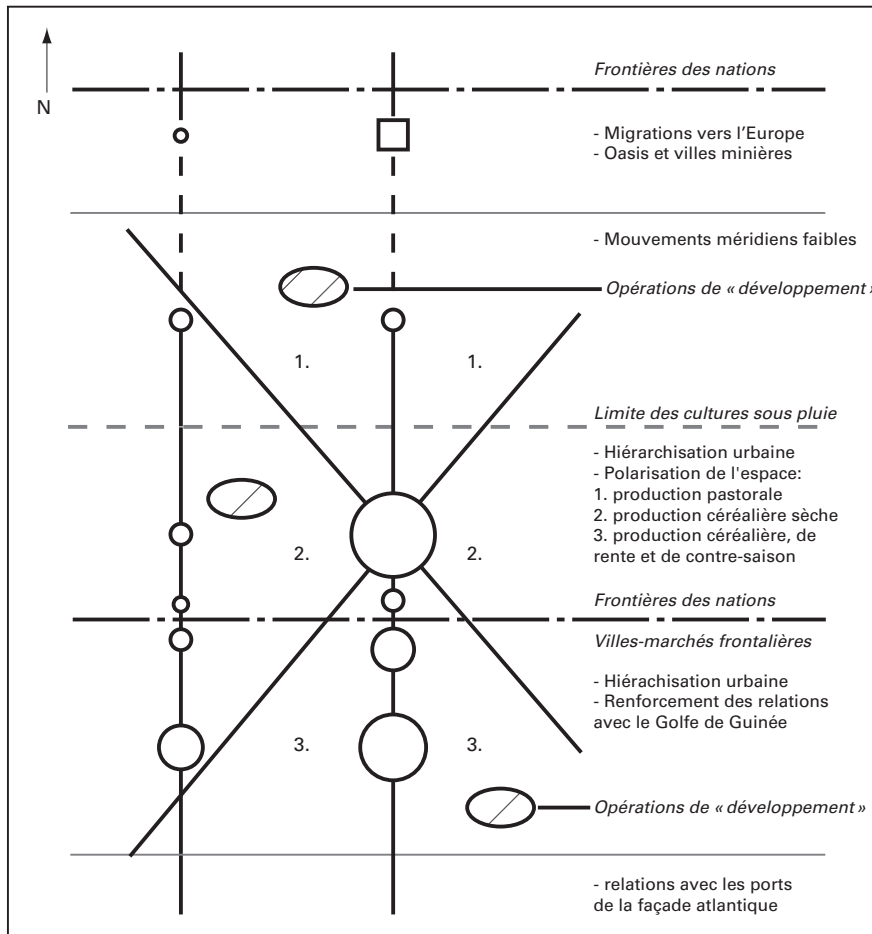 Frontières des nations
N
- Migrations vers l'Europe
- Oasis et villes minières
- Mouvements méridiens faibles
Opérations de « développement »
1.
1.
Limite des cultures sous pluie
- Hiérarchisation urbaine
- Polarisation de l'espace:
1. production pastorale
2. production céréalière sèche
3. production céréalière, de
rente et de contre-saison
2.
2.
Frontières des nations
Villes-marchés frontalières
- Hiérachisation urbaine
- Renforcement des relations
avec le Golfe de Guinée
3.
3.
Opérations de « développement »
- relations avec les ports
de la façade atlantique